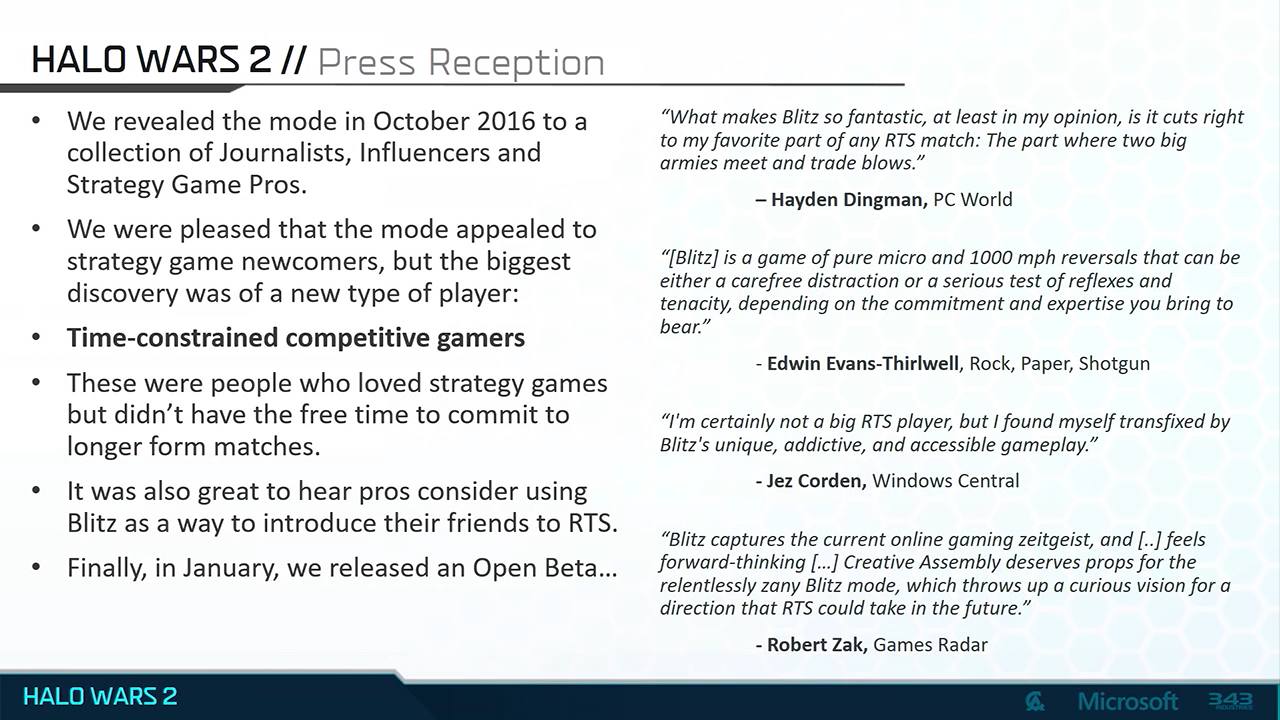 HALO WARS 2 // Press Reception
• We revealed the mode in October 2016 to a
collection of Journalists, Influencers and
Strategy Game Pros.
• We were pleased that the mode appealed to
strategy game newcomers, but the biggest
discovery was of a new type of player:
• Time-constrained competitive gamers
• These were people who loved strategy games
but didn’t have the free time to commit to
longer form matches.
• It was also great to hear pros consider using
Blitz as a way to introduce their friends to RTS.
• Finally, in January, we released an Open Beta…
“What makes Blitz so fantastic, at least in my opinion, is it cuts right
to my favorite part of any RTS match: The part where two big
armies meet and trade blows.”
– Hayden Dingman, PC World
“[Blitz] is a game of pure micro and 1000 mph reversals that can be
either a carefree distraction or a serious test of reflexes and
tenacity, depending on the commitment and expertise you bring to
bear.”
- Edwin Evans-Thirlwell, Rock, Paper, Shotgun
“I'm certainly not a big RTS player, but I found myself transfixed by
Blitz's unique, addictive, and accessible gameplay.”
- Jez Corden, Windows Central
“Blitz captures the current online gaming zeitgeist, and [..] feels
forward-thinking […] Creative Assembly deserves props for the
relentlessly zany Blitz mode, which throws up a curious vision for a
direction that RTS could take in the future.”
- Robert Zak, Games Radar
HALO WARS 2
Microsoft
343
INDUSTRIES